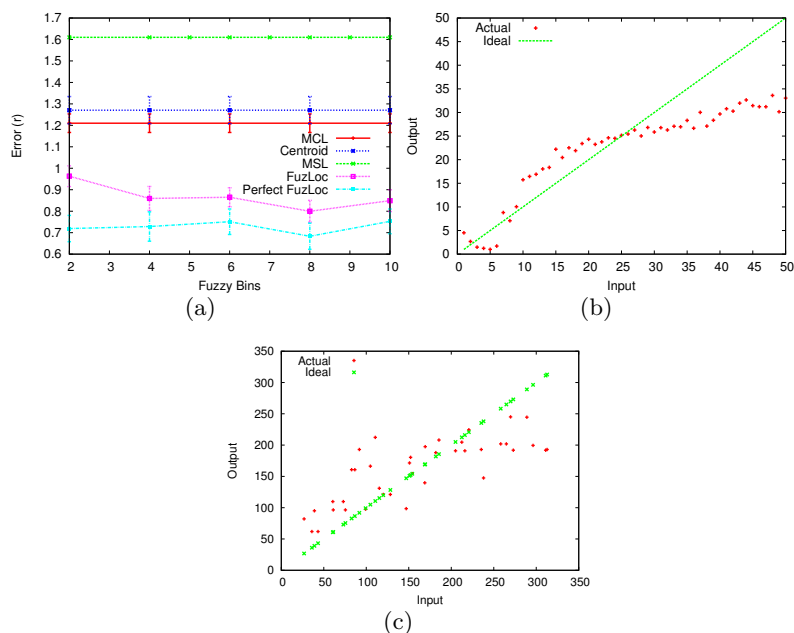 1.7
1.6
1.5
1.4
1.3
1.2
1.1
1
0.9
0.8
0.7
0.6
Error (r)
2 3 4 5 6 7 8 9 10
Fuzzy Bins
MCL
Centroid
MSL
FuzLoc
Perfect FuzLoc
(a)
50
45
40
35
30
25
20
15
10
5
0
Output
0 5 10 15 20 25 30 35 40 45 50
Input
Actual
Ideal
(b)
350
300
250
200
150
100
50
0
Output
0 50 100 150 200 250 300 350
Input
Actual
Ideal
(c)